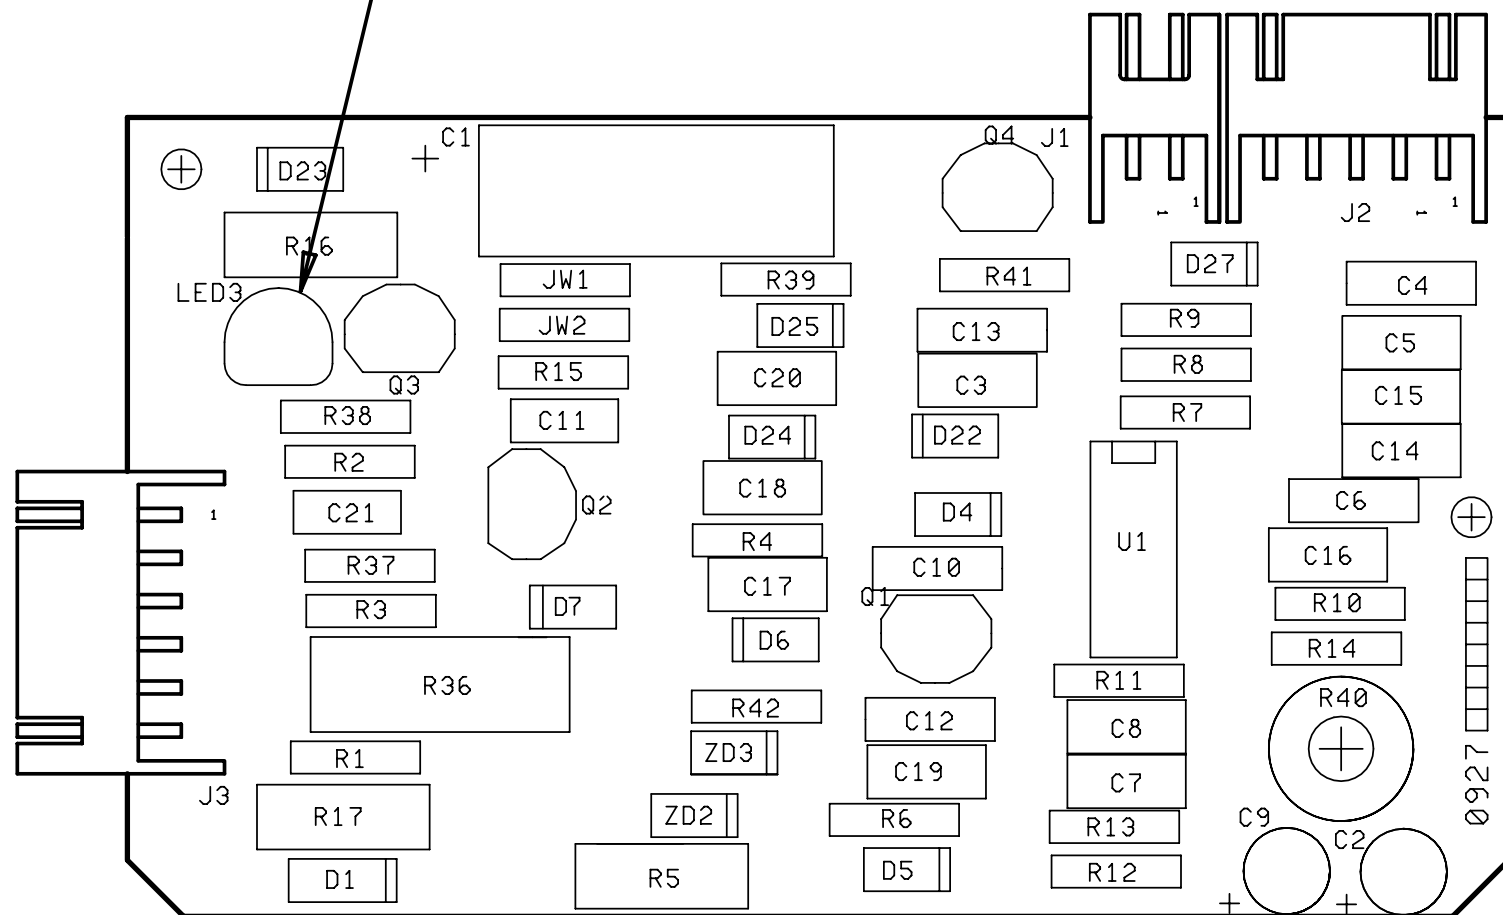 C1
Q4
J1
D23
1
1
J2
1
1
R16
D27
LED3
JW1
R39
R41
C4
JW2
D25
C13
R9
C5
Q3
R15
C20
C3
R8
C15
R38
C11
D24
D22
R7
C14
R2
C18
C6
1
C21
Q2
D4
R4
U1
C16
R37
C10
R3
D7
C17
Q1
R10
D6
R14
R36
R11
R40
R42
C12
C8
R1
ZD3
C19
C7
0927
J3
R17
ZD2
R6
R13
C9
C2
D1
R5
D5
R12